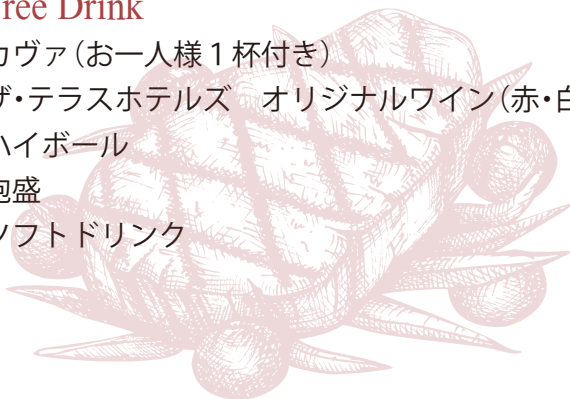 ree Drink
カヴァ（お一人様１杯付き）
ザ・テラスホテルズ　オリジナルワイン（赤・白
ハイボール
泡盛
ソフトドリンク